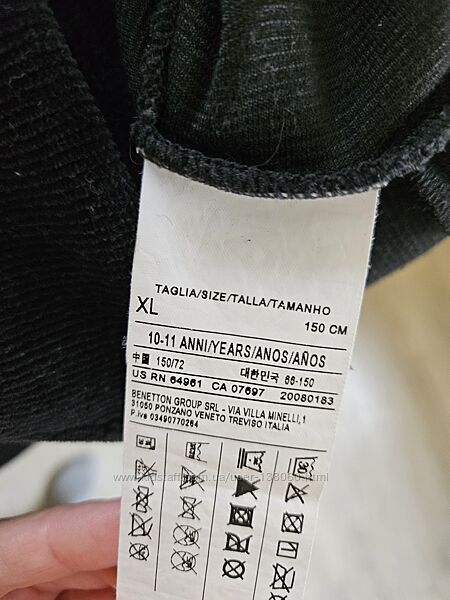 TAGLIA/SIZE/TALLA/TAMANHO
XL
150 CM
10-11 ANNI/YEARS/ANOS/AÑOS
中国 150/72 대한민국 66-150
US RN 64961 CA 07697 20080183
BENETTON GROUP SRL - VIA VILLA MINELLI,1
31050 PONZANO VENETO TREVISO ITALIA
P.iva 03490770264